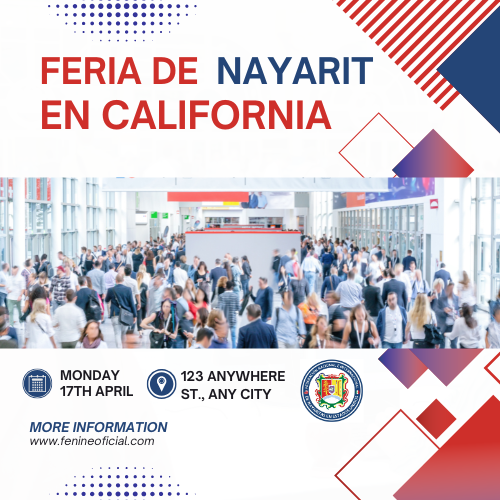 FERIA DE NAYARIT
EN CALIFORNIA
MONDAY
17TH APRIL
123 ANYWHERE
ST., ANY CITY
MORE INFORMATION
www.fenineoficial.com